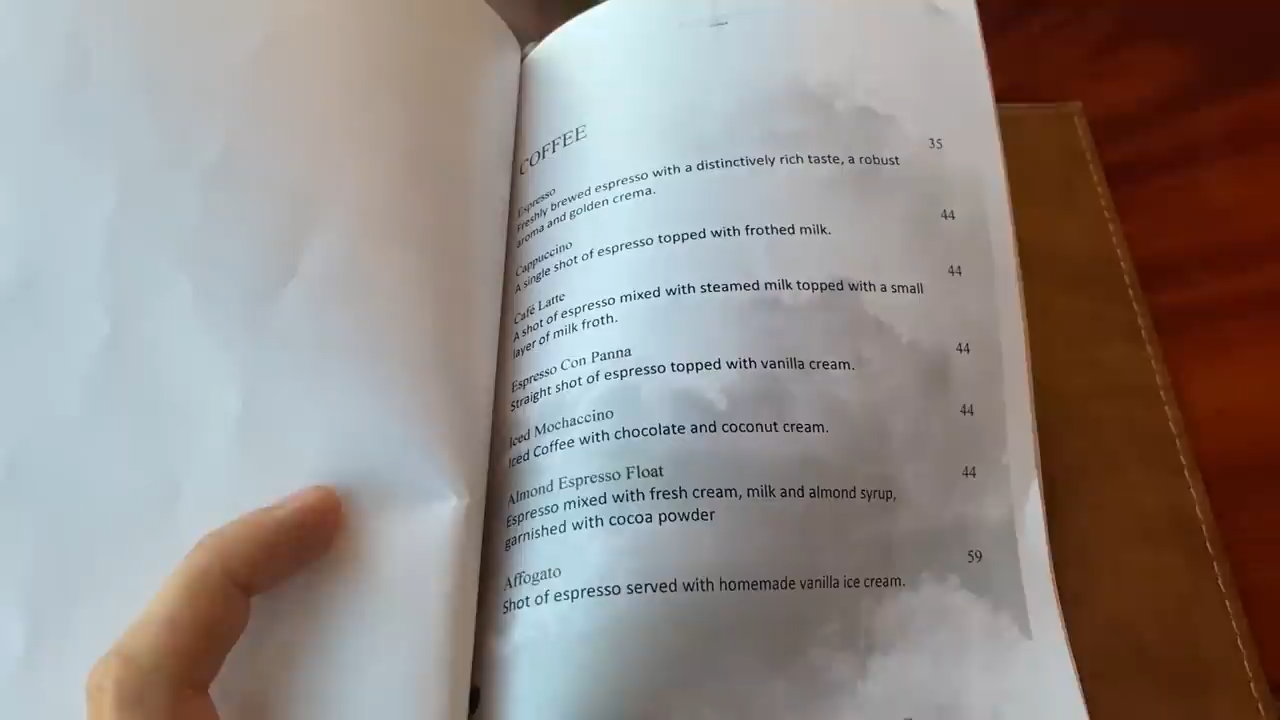 COFFEE
35
Espresso
Freshly brewed espresso with a distinctively rich taste, a robust
aroma and golden crema.
44
Cappuccino
A single shot of espresso topped with frothed milk.
44
Café Latte
A shot of espresso mixed with steamed milk topped with a small
layer of milk froth.
44
Espresso Con Panna
Straight shot of espresso topped with vanilla cream.
44
Iced Mochaccino
Iced Coffee with chocolate and coconut cream.
44
Almond Espresso Float
Espresso mixed with fresh cream, milk and almond syrup,
garnished with cocoa powder
59
Affogato
Shot of espresso served with homemade vanilla ice cream.